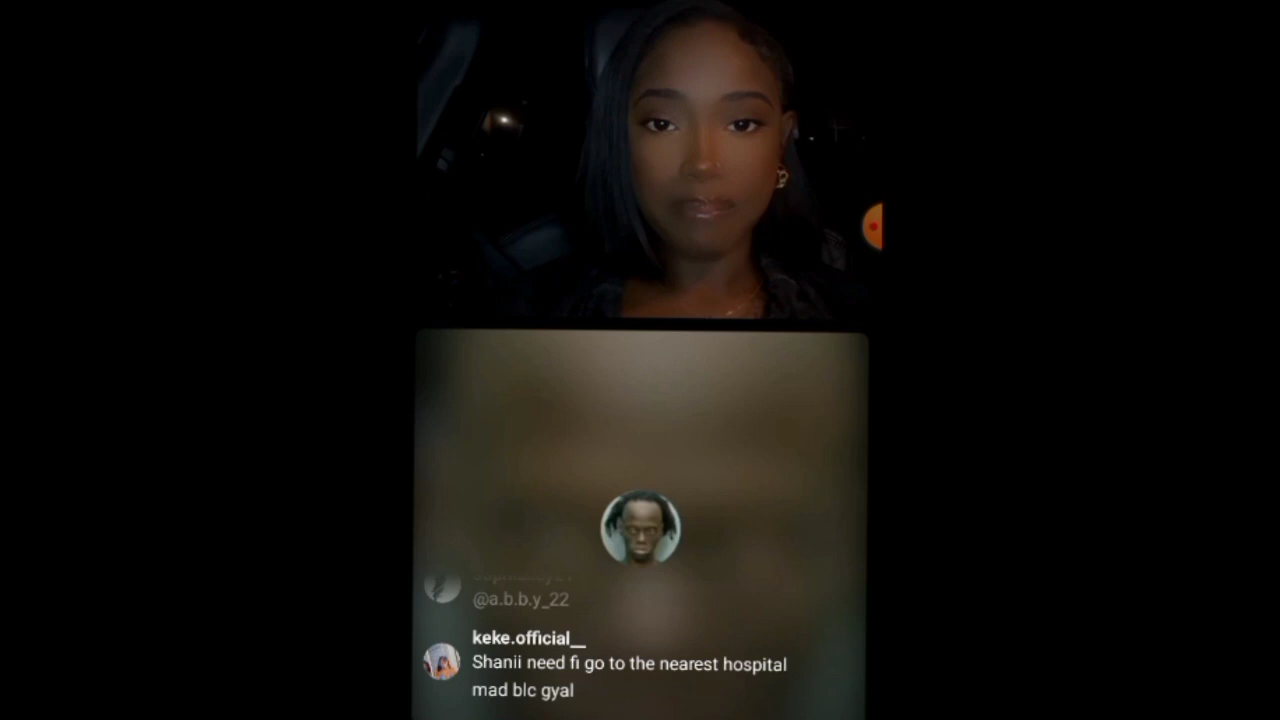 @a.b.b.y_22
keke.official__
Shanii need fi go to the nearest hospital
mad blc gyal